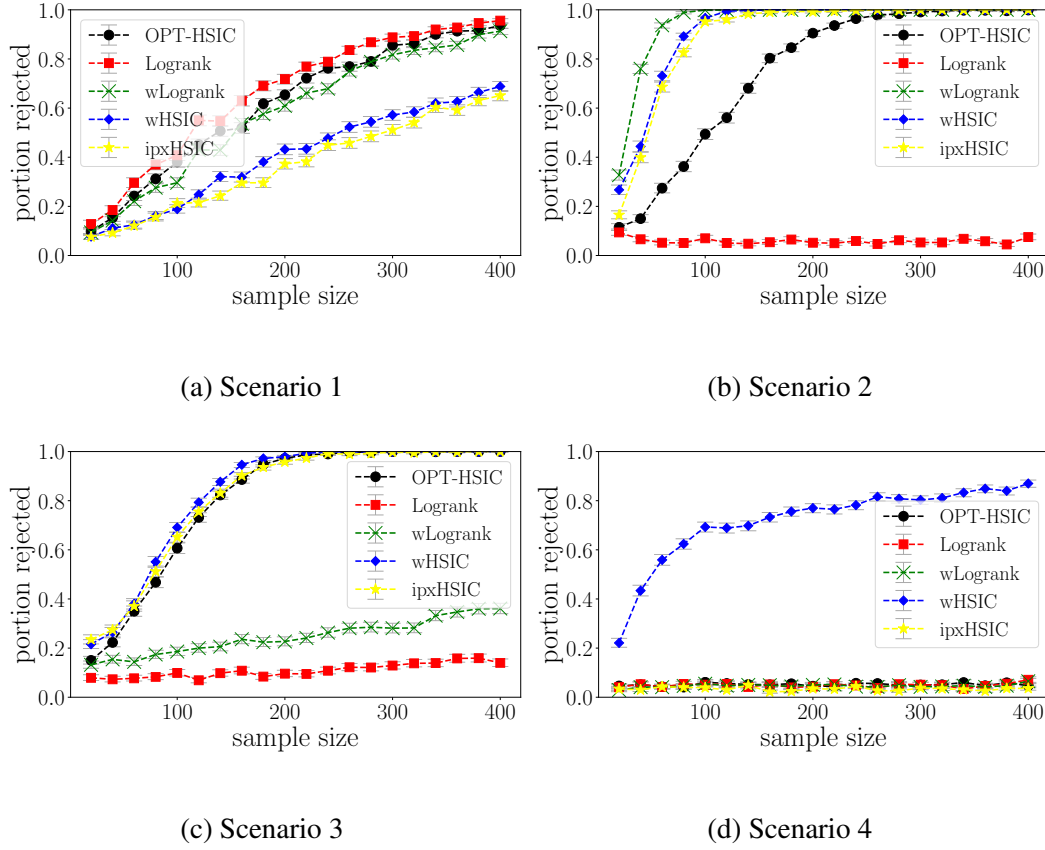 1.0
0.8
0.6
0.4
0.2
0.0
portion rejected
OPT-HSIC
Logrank
wLogrank
wHSIC
ipxHSIC
100
200
300
400
sample size
(a) Scenario 1
1.0
0.8
0.6
0.4
0.2
0.0
portion rejected
OPT-HSIC
Logrank
wLogrank
wHSIC
ipxHSIC
100
200
300
400
sample size
(b) Scenario 2
1.0
0.8
0.6
0.4
0.2
0.0
portion rejected
OPT-HSIC
Logrank
wLogrank
wHSIC
ipxHSIC
100
200
300
400
sample size
(c) Scenario 3
1.0
0.8
0.6
0.4
0.2
0.0
portion rejected
OPT-HSIC
Logrank
wLogrank
wHSIC
ipxHSIC
100
200
300
400
sample size
(d) Scenario 4